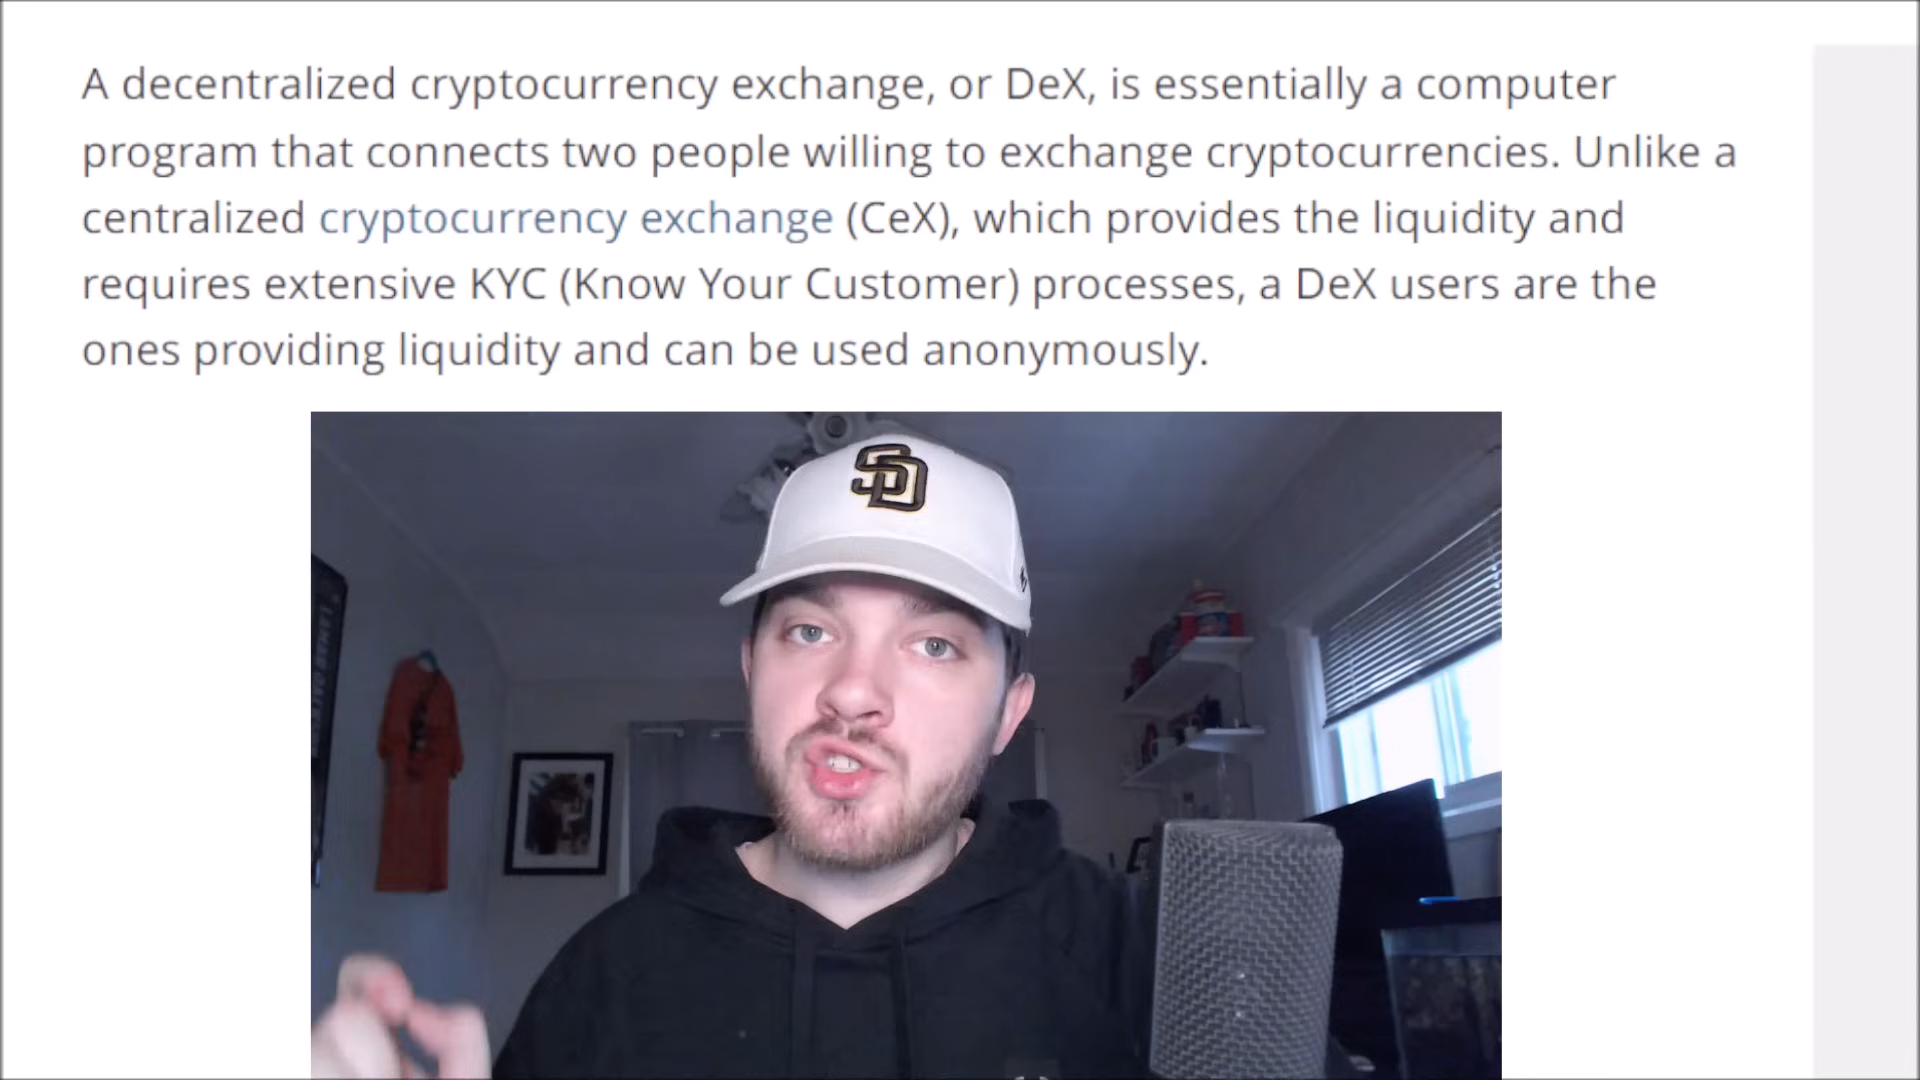 A decentralized cryptocurrency exchange, or DeX, is essentially a computer
program that connects two people willing to exchange cryptocurrencies. Unlike a
centralized cryptocurrency exchange (CeX), which provides the liquidity and
requires extensive KYC (Know Your Customer) processes, a DeX users are the
ones providing liquidity and can be used anonymously.
SD